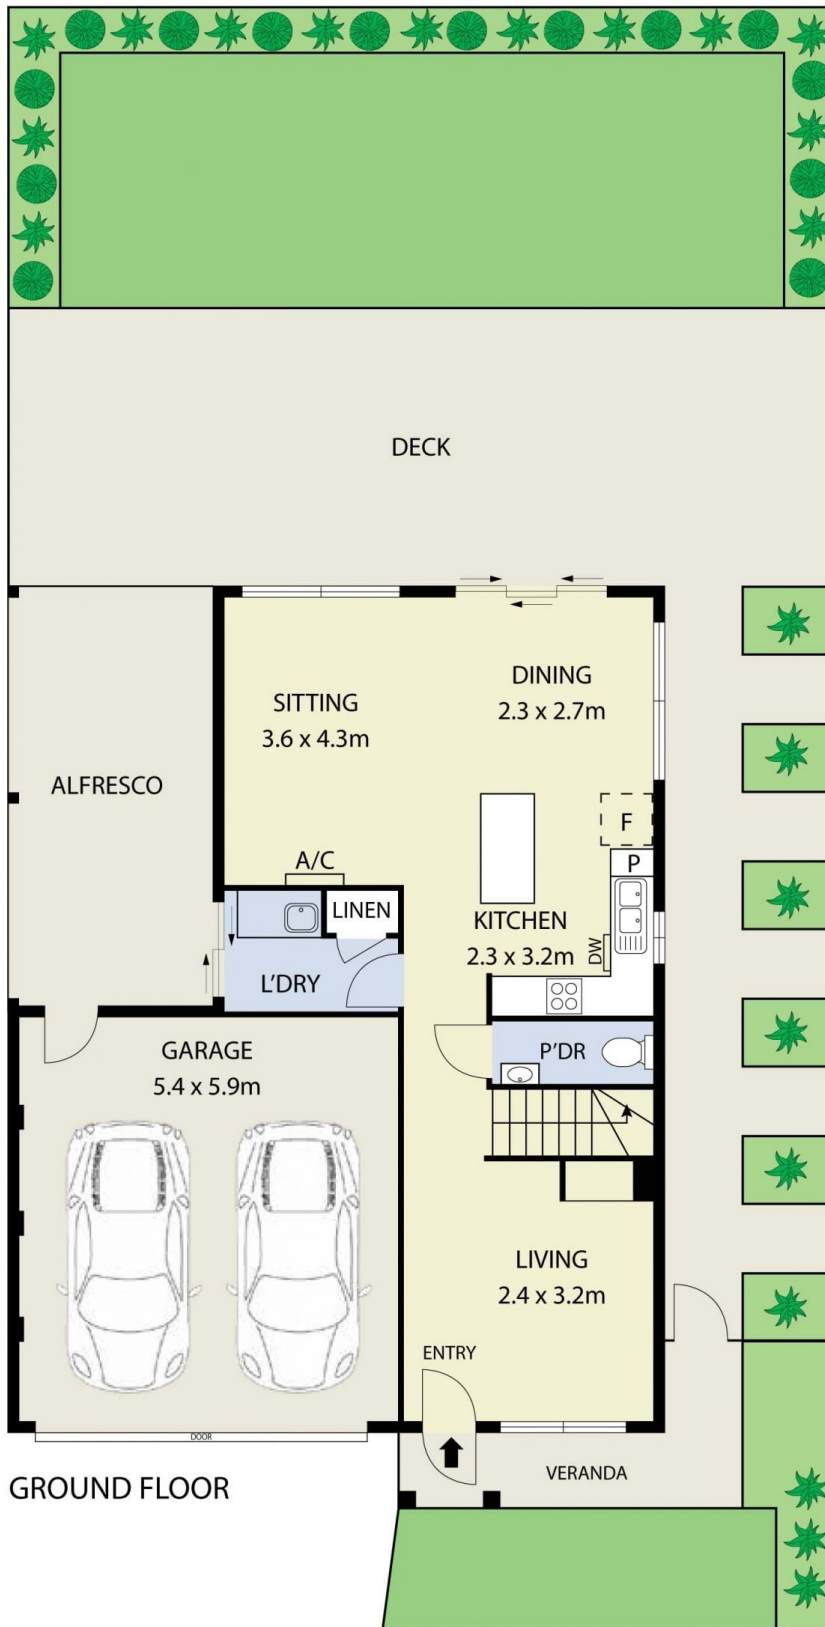 DECK
DINING
2.3 x 2.7m
SITTING
3.6 x 4.3m
ALFRESCO
F
P
A/C
LINEN
KITCHEN
2.3 x 3.2m
DW
L'DRY
GARAGE
5.4 x 5.9m
P'DR
LIVING
2.4 x 3.2m
ENTRY
DOOR
VERANDA
GROUND FLOOR